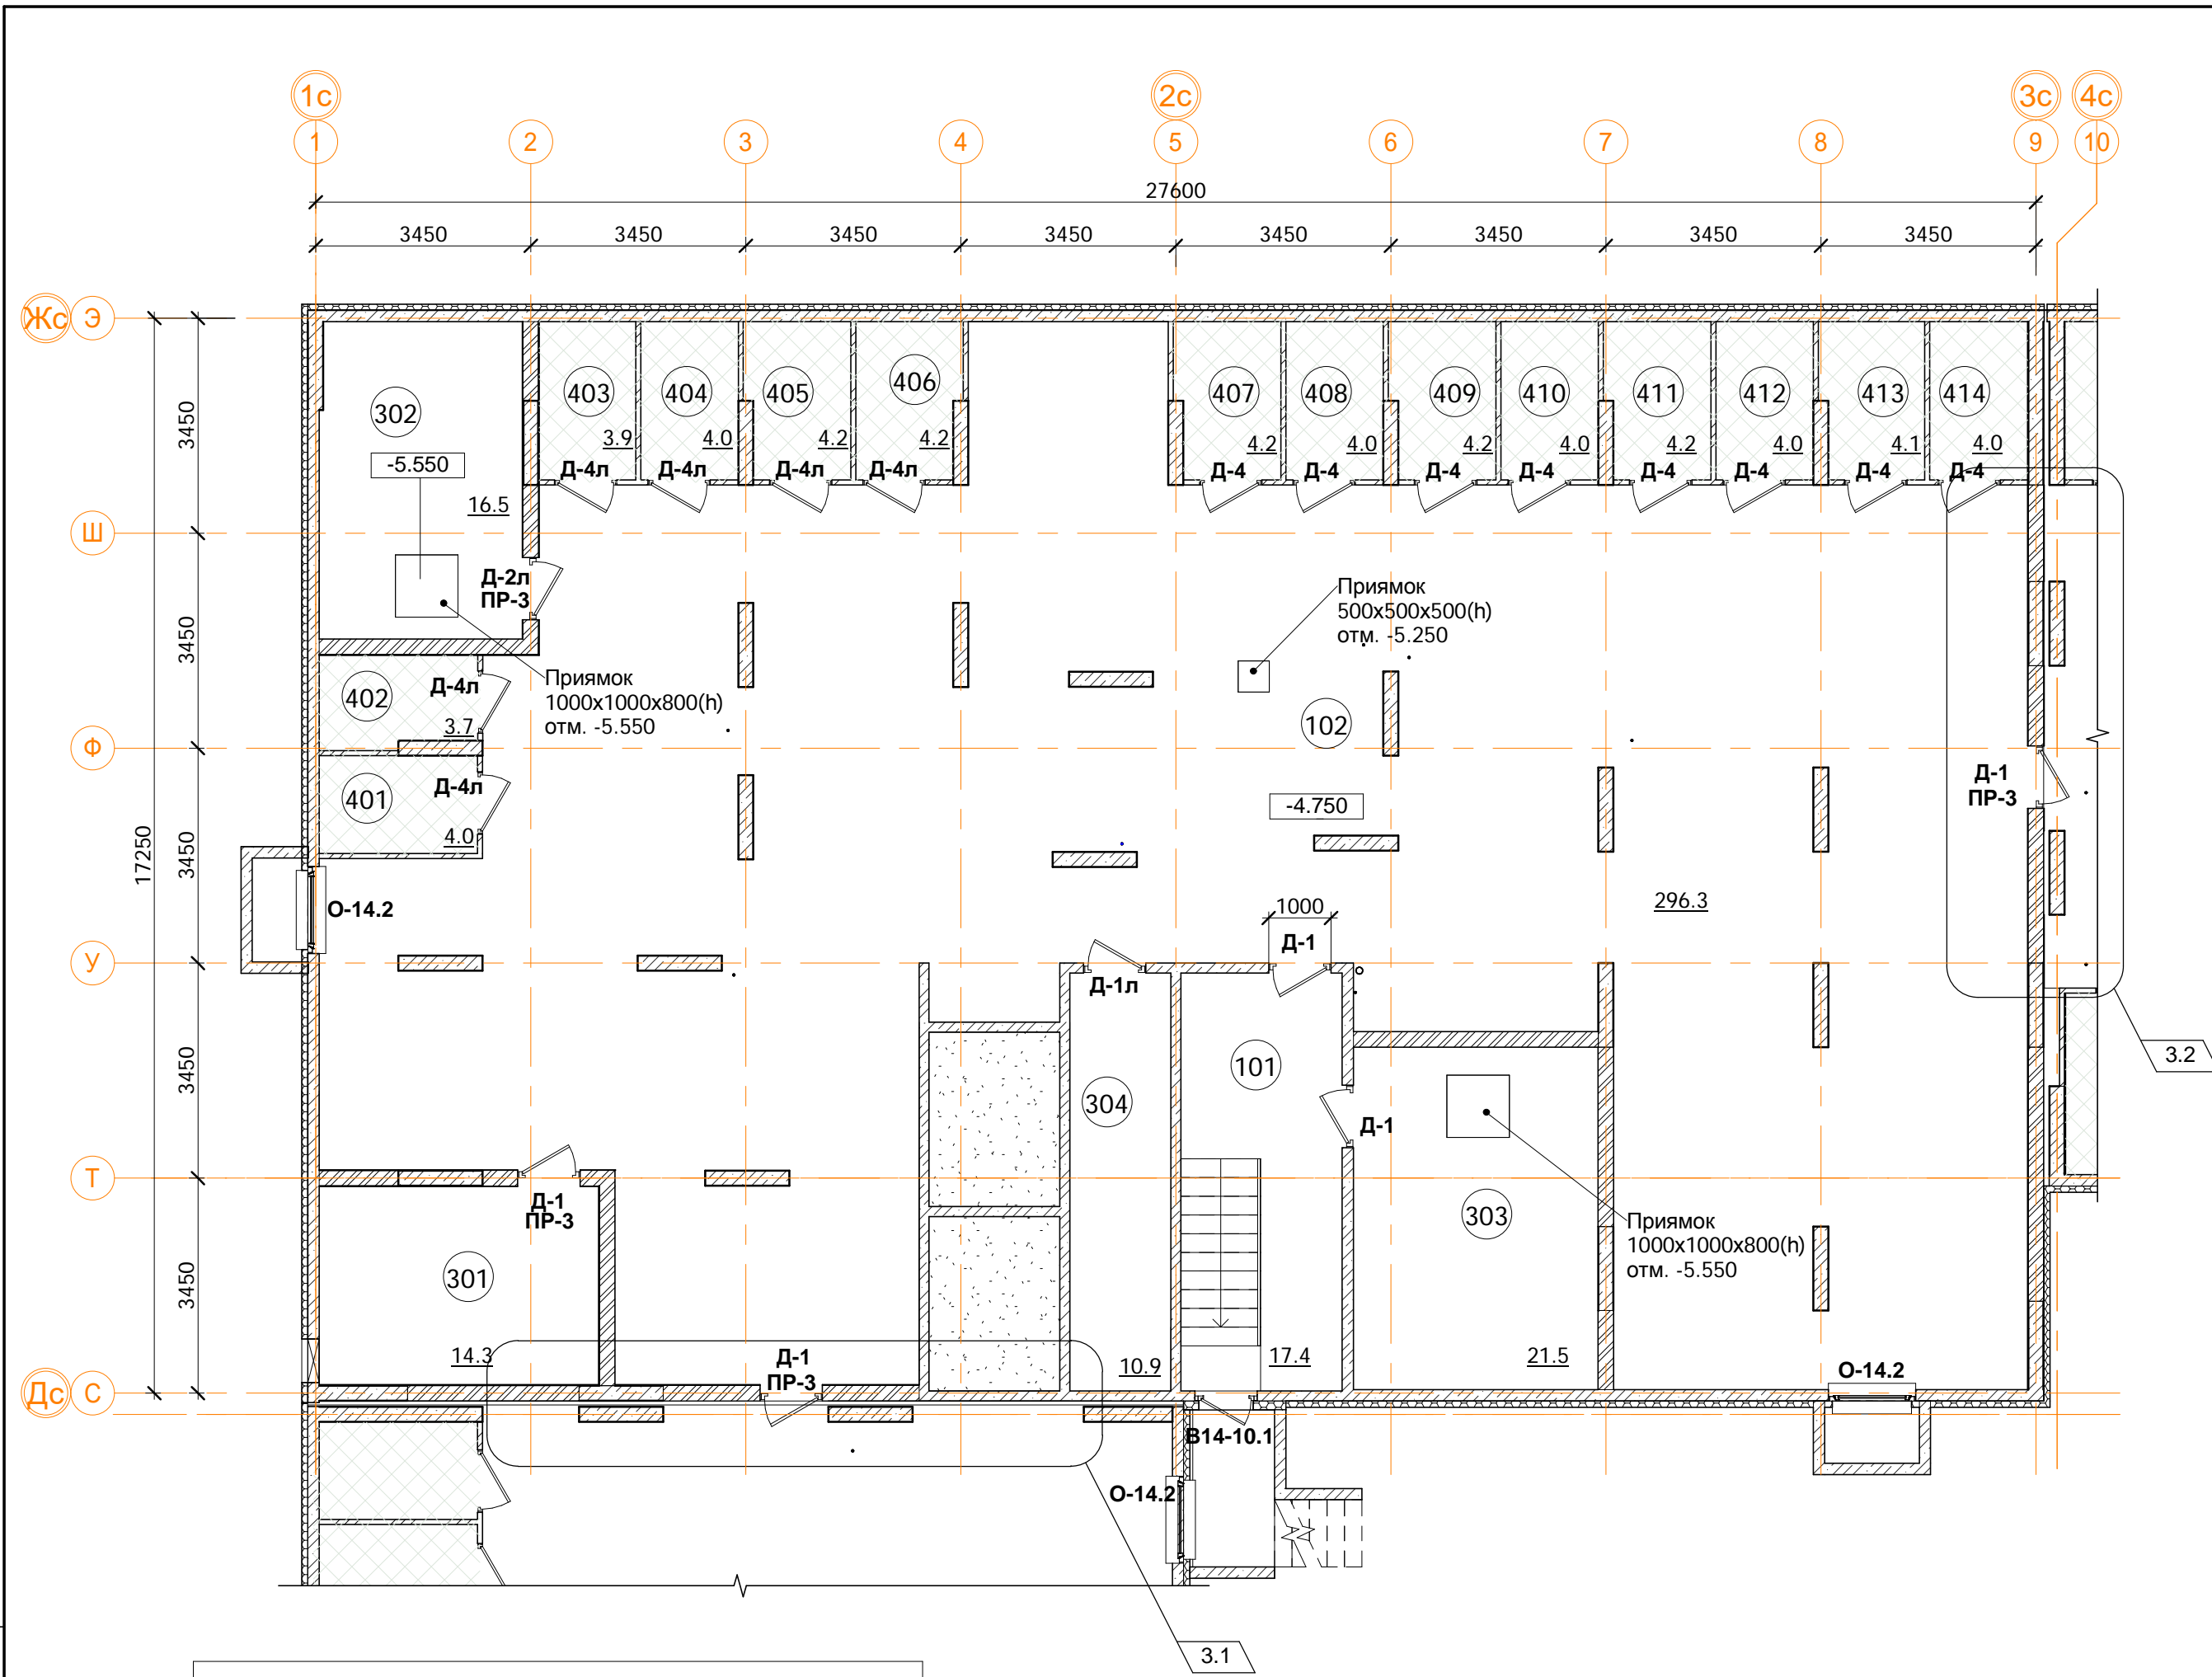 1с 2с 3с 4с
1 2 3 4 5 6 7 8 9 10
27600
3450 3450 3450 3450 3450 3450 3450 3450
Жс Э
Ш
Ф
У
Т
Дс С
17250
3450
3450
3450
3450
3450
302
-5.550
16.5
Д-2л
ПР-3
Приямок
1000х1000х800(h)
отм. -5.550
403
3.9
Д-4л
404
4.0
Д-4л
405
4.2
Д-4л
406
4.2
Д-4л
407
4.2
Д-4
408
4.0
Д-4
409
4.2
Д-4
410
4.0
Д-4
411
4.2
Д-4
412
4.0
Д-4
413
4.1
Д-4
414
4.0
Д-4
Приямок
500х500х500(h)
отм. -5.250
402
Д-4л
3.7
401
Д-4л
4.0
102
-4.750
Д-1
ПР-3
О-14.2
296.3
1000
Д-1
Д-1л
101
304
Д-1
3.2
303
Приямок
1000х1000х800(h)
отм. -5.550
Д-1
ПР-3
301
14.3
Д-1
ПР-3
10.9
17.4
21.5
О-14.2
В14-10.1
О-14.2
3.1